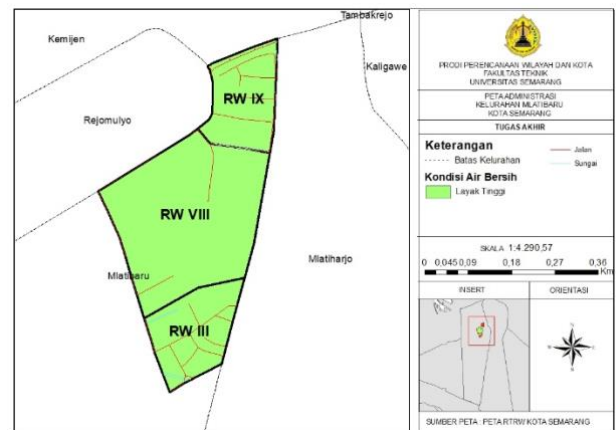 Tambakrejo
Kemijen
Kaligawe
RW IX
Rejomulyo
RW VIII
Mlatiharjo
Mlatibaru
RW III
PRODI PERENCANAAN WILAYAH DAN KOTA
FAKULTAS TEKNIK
UNIVERSITAS SEMARANG
PETA ADMINISTRASI
KELURAHAN MLATIBARU
KOTA SEMARANG
TUGAS AKHIR
Keterangan
Batas Kelurahan
Jalan
Sungai
Kondisi Air Bersih
Layak Tinggi
SKALA 1:4.290,57
0 0,045 0,09 0,18 0,27 0,36
Km
INSERT
ORIENTASI
SUMBER PETA : PETA RTRW KOTA SEMARANG